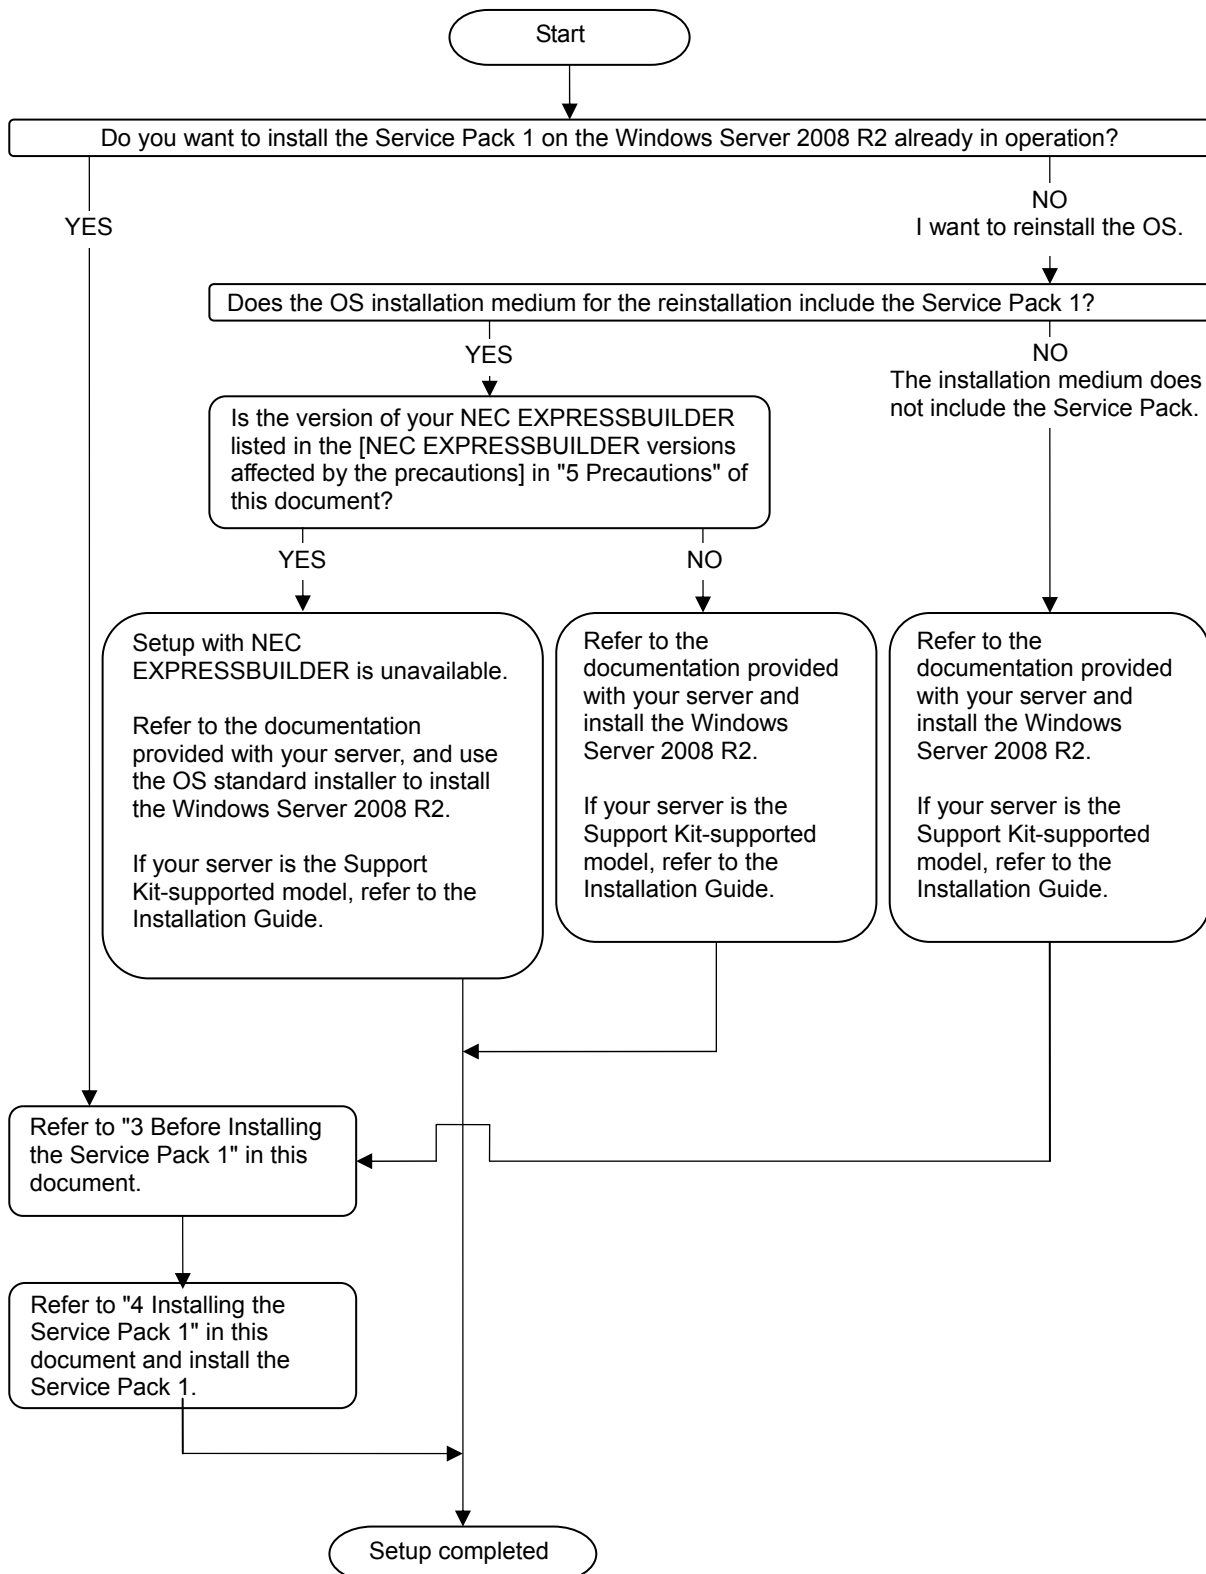 Start
Do you want to install the Service Pack 1 on the Windows Server 2008 R2 already in operation?
YES
NO
I want to reinstall the OS.
Does the OS installation medium for the reinstallation include the Service Pack 1?
YES
NO
The installation medium does
not include the Service Pack.
Is the version of your NEC EXPRESSBUILDER
listed in the [NEC EXPRESSBUILDER versions
affected by the precautions] in "5 Precautions" of
this document?
YES
NO
Setup with NEC
EXPRESSBUILDER is unavailable.
Refer to the documentation
provided with your server, and use
the OS standard installer to install
the Windows Server 2008 R2.
If your server is the Support
Kit-supported model, refer to the
Installation Guide.
Refer to the
documentation provided
with your server and
install the Windows
Server 2008 R2.
If your server is the
Support Kit-supported
model, refer to the
Installation Guide.
Refer to the
documentation provided
with your server and
install the Windows
Server 2008 R2.
If your server is the
Support Kit-supported
model, refer to the
Installation Guide.
Refer to "3 Before Installing
the Service Pack 1" in this
document.
Refer to "4 Installing the
Service Pack 1" in this
document and install the
Service Pack 1.
Setup completed